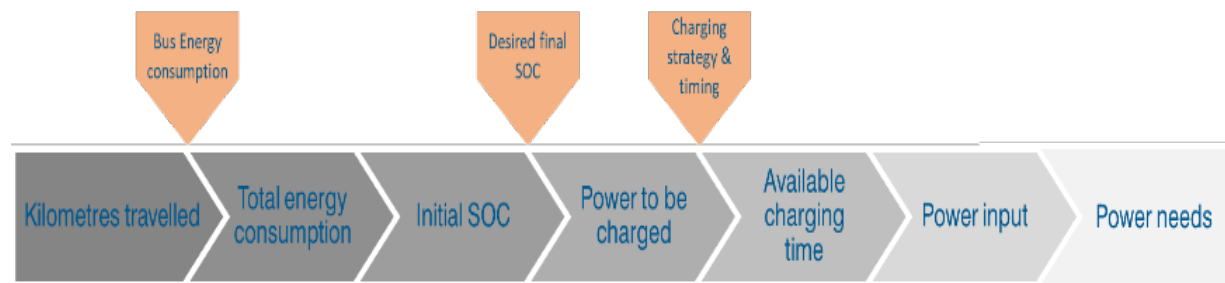 Bus Energy
consumption
Desired final
SOC
Charging
strategy &
timing
Kilometres travelled
Total energy
consumption
Initial SOC
Power to be
charged
Available
charging
time
Power input
Power needs